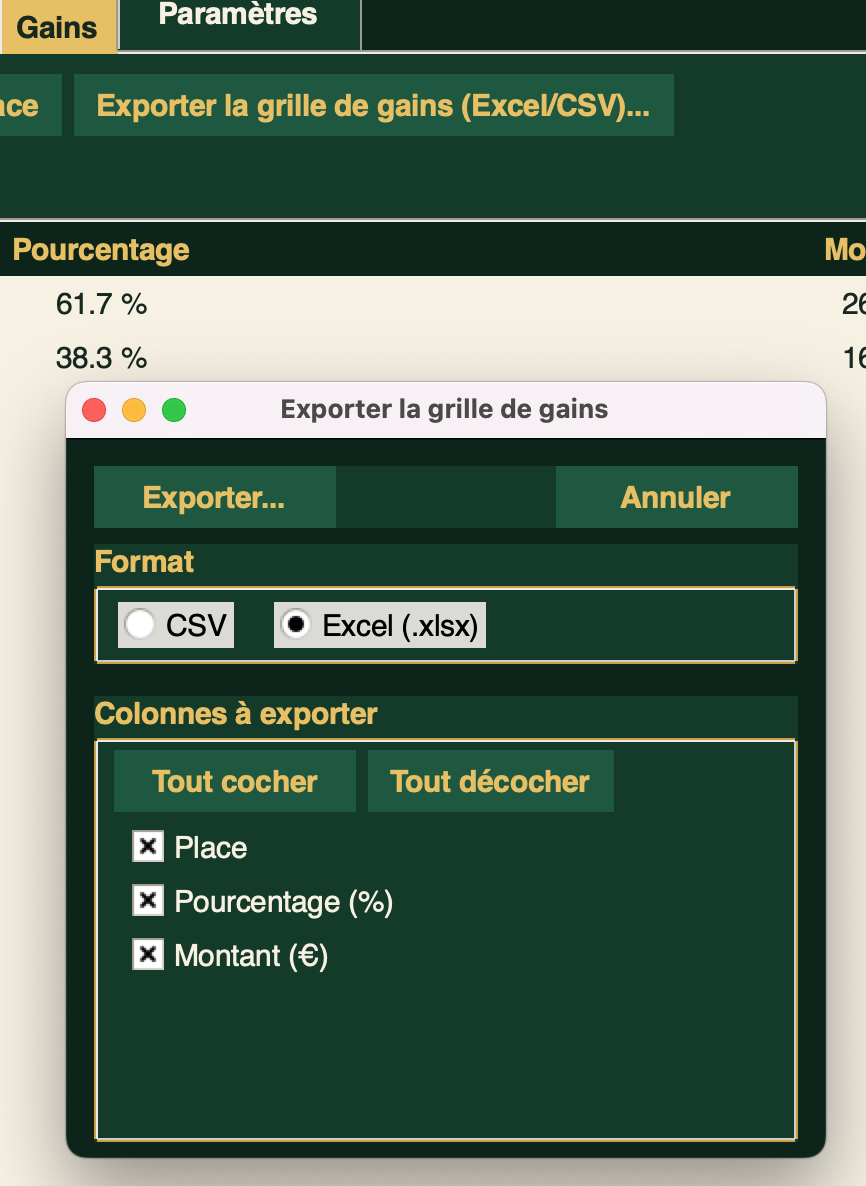 Gains
Paramètres
Exporter la grille de gains (Excel/CSV)...
Pourcentage
61.7 %
38.3 %
Exporter la grille de gains
Exporter...
Annuler
Format
CSV
Excel (.xlsx)
Colonnes à exporter
Tout cocher
Tout décocher
Place
Pourcentage (%)
Montant (€)